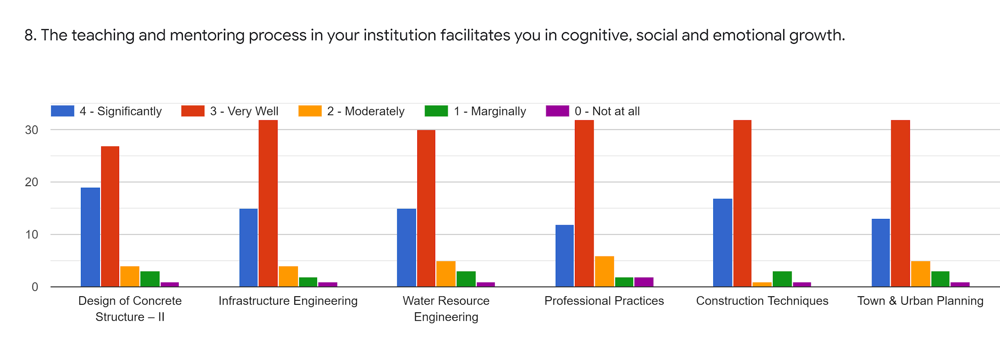 8. The teaching and mentoring process in your institution facilitates you in cognitive, social and emotional growth.
4 - Significantly
3 - Very Well
2 - Moderately
1 - Marginally
0 - Not at all
30
20
10
0
Design of Concrete
Structure – II
Infrastructure Engineering
Water Resource
Engineering
Professional Practices
Construction Techniques
Town & Urban Planning